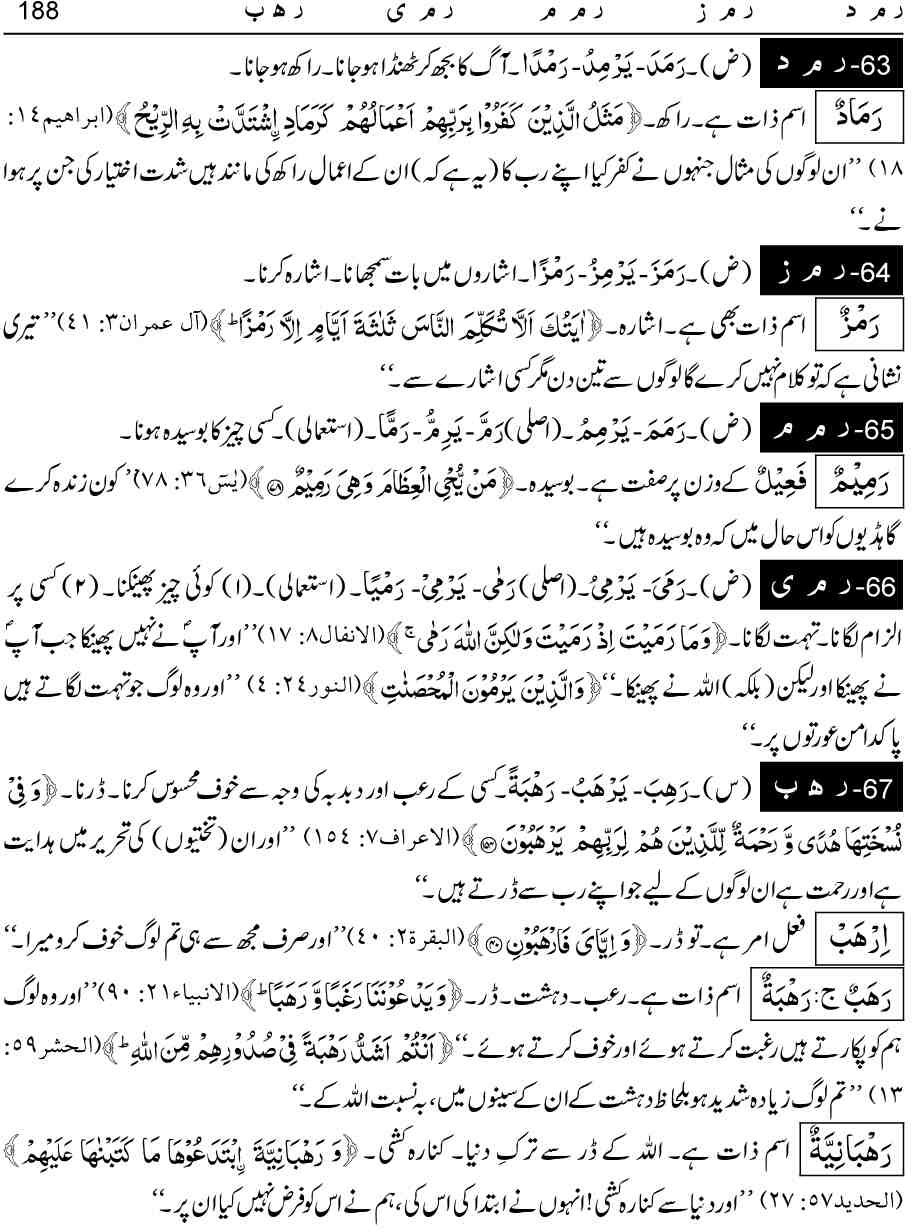 ر م د ر م ز ر م م ر م ی ر ھ ب 188
63- ر م د (ض)۔رَمَدَ- یَرْمِدُ- رَمْدًا۔آگ کا بجھ کر ٹھنڈا ہوجانا۔ راکھ ہوجانا۔
رَمَادٌ اسم ذات ہے۔ راکھ۔﴿مَثَلُ الَّذِیْنَ کَفَرُوْا بِرَبِّھِمْ اَعْمَالُھُمْ کَرَمَادِ ِۨاشْتَدَّتْ بِهِ الرِّیْحُ﴾(ابراھیم١٤:
١٨) ’’ان لوگوں کی مثال جنہوں نے کفر کیا اپنے رب کا (یہ ہے کہ) ان کے اعمال راکھ کی مانند ہیں شدت اختیار کی جن پر ہوا
نے۔‘‘
64- ر م ز (ض)۔رَمَزَ- یَرْمِزُ- رَمْزًا۔اشاروں میں بات سمجھانا۔ اشارہ کرنا۔
رَمْزٌ اسم ذات بھی ہے۔ اشارہ۔﴿اٰیَتُكَ اَلَّا تُکَلِّمَ النَّاسَ ثَلٰثَةَ اَیَّامٍ اِلَّا رَمْزًا ؕ﴾(آل عمران٣: ٤١)’’ تیری
نشانی ہے کہ تو کلام نہیں کرے گا لوگوں سے تین دن مگر کسی اشارے سے۔‘‘
65- ر م م (ض)۔رَمَمَ- یَرْمِمُ۔(اصلی) رَمَّ- یَرِمُّ- رَمًّا۔(استعمالی)۔کسی چیز کا بوسیدہ ہونا۔
رَمِیْمٌ فَعِیْلٌ کے وزن پر صفت ہے۔ بوسیدہ۔﴿مَنْ یُّحْیِ الْعِظَامَ وَھِیَ رَمِیْمٌ ۝٧٨﴾(یٰسٓ٣٦: ٧٨)’’ کون زندہ کرے
گا ہڈیوں کو اس حال میں کہ وہ بوسیدہ ہیں۔‘‘
66- ر م ی (ض)۔رَمَیَ- یَرْمِیُ۔(اصلی) رَمٰی- یَرْمِیْ- رَمْیًا۔(استعمالی)۔(۱) کوئی چیز پھینکنا۔ (۲) کسی پر
الزام لگانا۔ تہمت لگانا۔﴿وَمَا رَمَیْتَ اِذْ رَمَیْتَ وَلٰکِنَّ اللّٰهَ رَمٰی ۚ﴾(الانفال٨: ١٧)’’اور آپؐ نے نہیں پھینکا جب آپؐ
نے پھینکا اور لیکن (بلکہ) اللہ نے پھینکا۔‘‘﴿وَالَّذِیْنَ یَرْمُوْنَ الْمُحْصَنٰتِ﴾(النور٢٤: ٤) ’’اور وہ لوگ جو تہمت لگاتے ہیں
پاکدامن عورتوں پر۔‘‘
67- ر ھ ب (س)۔رَھِبَ- یَرْھَبُ- رَھْبَةً۔کسی کے رعب اور دبدبہ کی وجہ سے خوف محسوس کرنا۔ ڈرنا۔﴿وَ فِیْ
نُسْخَتِھَا ھُدًی وَّ رَحْمَةٌ لِّلَّذِیْنَ ھُمْ لِرَبِّھِمْ یَرْھَبُوْنَ ۝١٥٤﴾(الاعراف٧: ١٥٤) ’’اور ان (تختیوں) کی تحریر میں ہدایت
ہے اور رحمت ہے ان لوگوں کے لیے جو اپنے رب سے ڈرتے ہیں۔‘‘
اِرْھَبْ فعل امر ہے۔ تو ڈر۔﴿وَ اِیَّایَ فَارْھَبُوْنِ ۝٤٠﴾(البقرة٢: ٤٠)’’اور صرف مجھ سے ہی تم لوگ خوف کرو میرا۔‘‘
رَھَبٌ ج: رَھْبَةٌ اسم ذات ہے۔ رعب۔ دہشت۔ ڈر۔﴿وَ یَدْعُوْنَنَا رَغَبًا وَّ رَھَبًا ؕ﴾(الانبیاء٢١: ٩٠)’’اور وہ لوگ
ہم کو پکارتے ہیں رغبت کرتے ہوئے اور خوف کرتے ہوئے۔‘‘﴿اَنْتُمْ اَشَدُّ رَھْبَةً فِیْ صُدُوْرِھِمْ مِّنَ اللّٰهِ ؕ﴾(الحشر٥٩:
١٣) ’’تم لوگ زیادہ شدید ہو بلحاظ دہشت کے ان کے سینوں میں، بہ نسبت اللہ کے۔‘‘
رَھْبَانِیَّةٌ اسم ذات ہے۔ اللہ کے ڈر سے ترکِ دنیا۔ کنارہ کشی۔﴿وَ رَھْبَانِیَّةَ ِۨابْتَدَعُوْھَا مَا کَتَبْنٰھَا عَلَیْھِمْ﴾
(الحدید٥٧: ٢٧) ’’اور دنیا سے کنارہ کشی! انہوں نے ابتدا کی اس کی، ہم نے اس کو فرض نہیں کیا ان پر۔‘‘